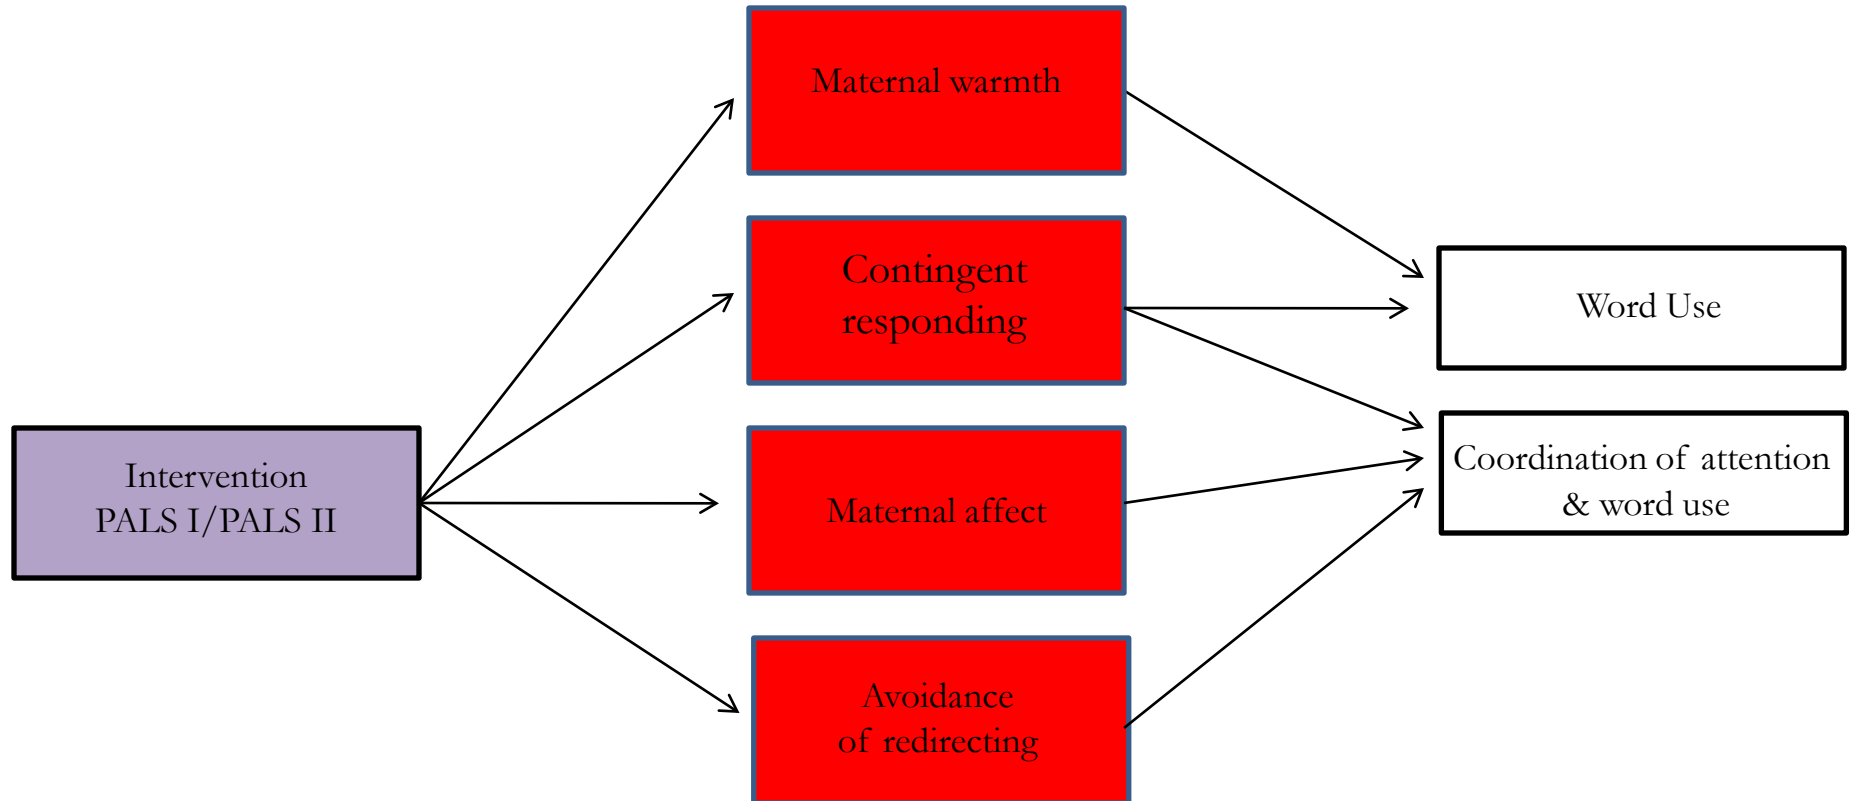 Maternal warmth
Contingent
responding
Word Use
Intervention
PALS I/PALS II
Maternal affect
Coordination of attention
& word use
Avoidance
of redirecting